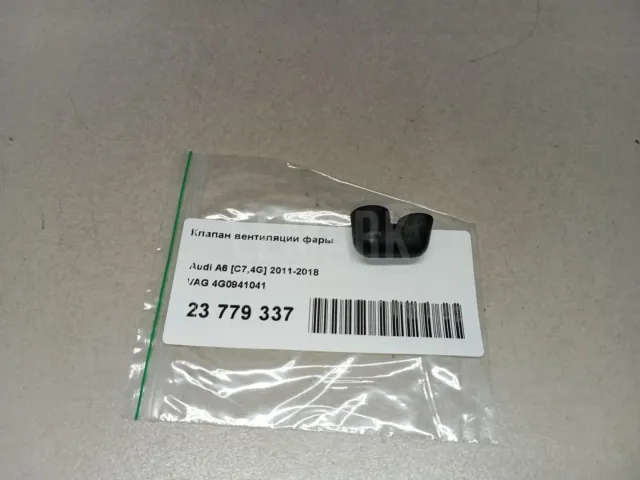 Клапан вентиляции фары
Audi A6 [C7,4G] 2011-2018
VAG 4G0941041
23 779 337